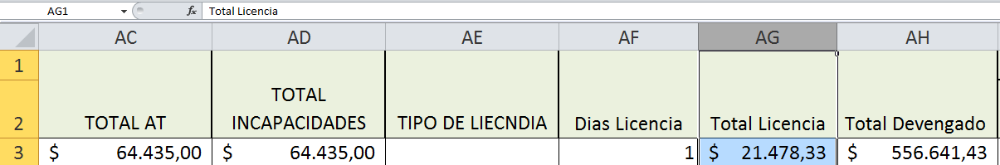 AG1 fx Total Licencia
AC AD AE AF AG AH
1
TOTAL
2 TOTAL AT INCAPACIDADES TIPO DE LIECNDIA Dias Licencia Total Licencia Total Devengado
3 $ 64.435,00 $ 64.435,00 1 $ 21.478,33 $ 556.641,43